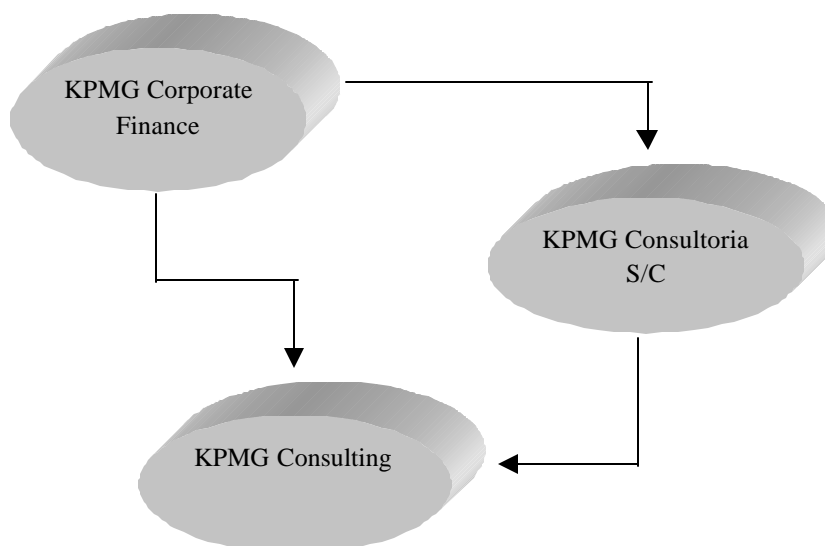 KPMG Corporate
Finance
KPMG Consultoria
S/C
KPMG Consulting